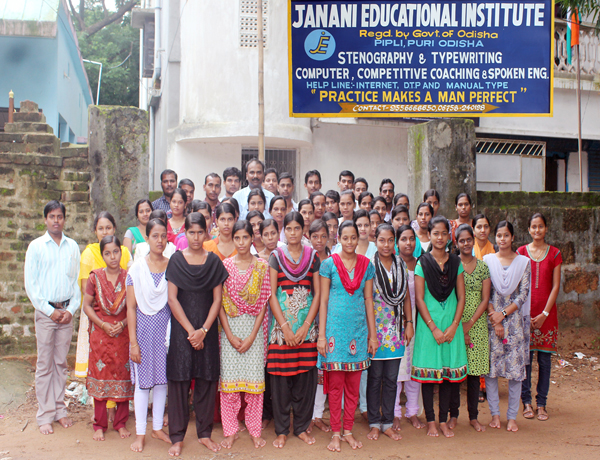 JANANI EDUCATIONAL INSTITUTE
Regd. by Govt. of Odisha
PIPLI, PURI ODISHA
STENOGRAPHY & TYPEWRITING
COMPUTER, COMPETITIVE COACHING & SPOKEN ENG.
HELP LINE:- INTERNET, DTP AND MANUAL TYPE
"PRACTICE MAKES A MAN PERFECT"